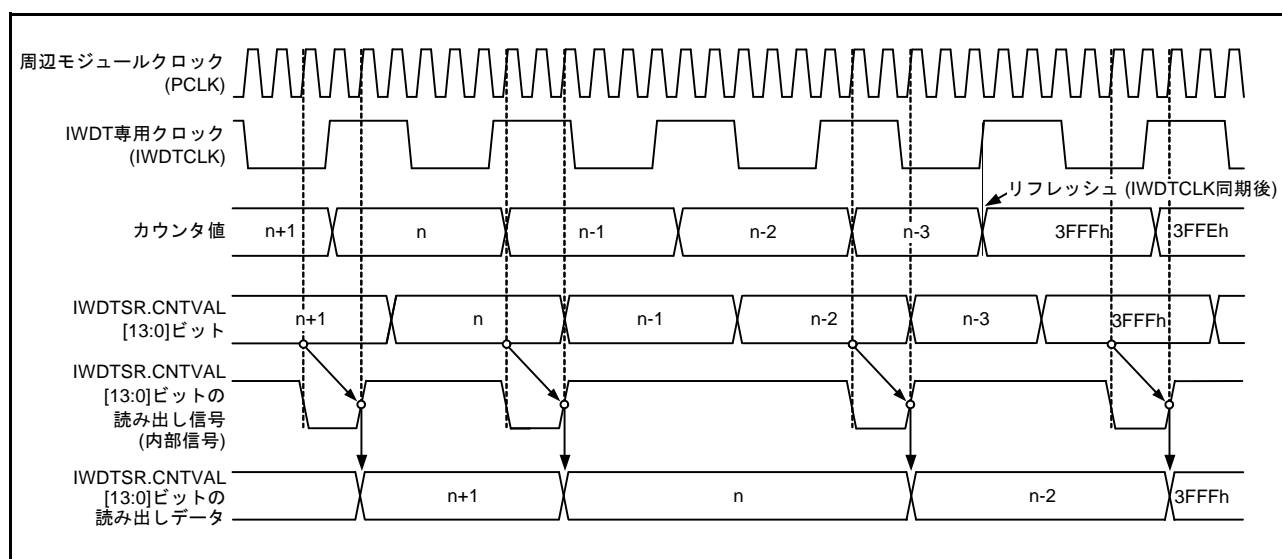 周辺モジュールクロック
(PCLK)
IWDT専用クロック
(IWDTCLK)
リフレッシュ (IWDTCLK同期後)
カウンタ値
n+1
n
n-1
n-2
n-3
3FFFh
3FFEh
IWDTSR.CNTVAL
[13:0]ビット
n+1
n
n-1
n-2
n-3
3FFFh
IWDTSR.CNTVAL
[13:0]ビットの
読み出し信号
(内部信号)
IWDTSR.CNTVAL
[13:0]ビットの
読み出しデータ
n+1
n
n-2
3FFFh